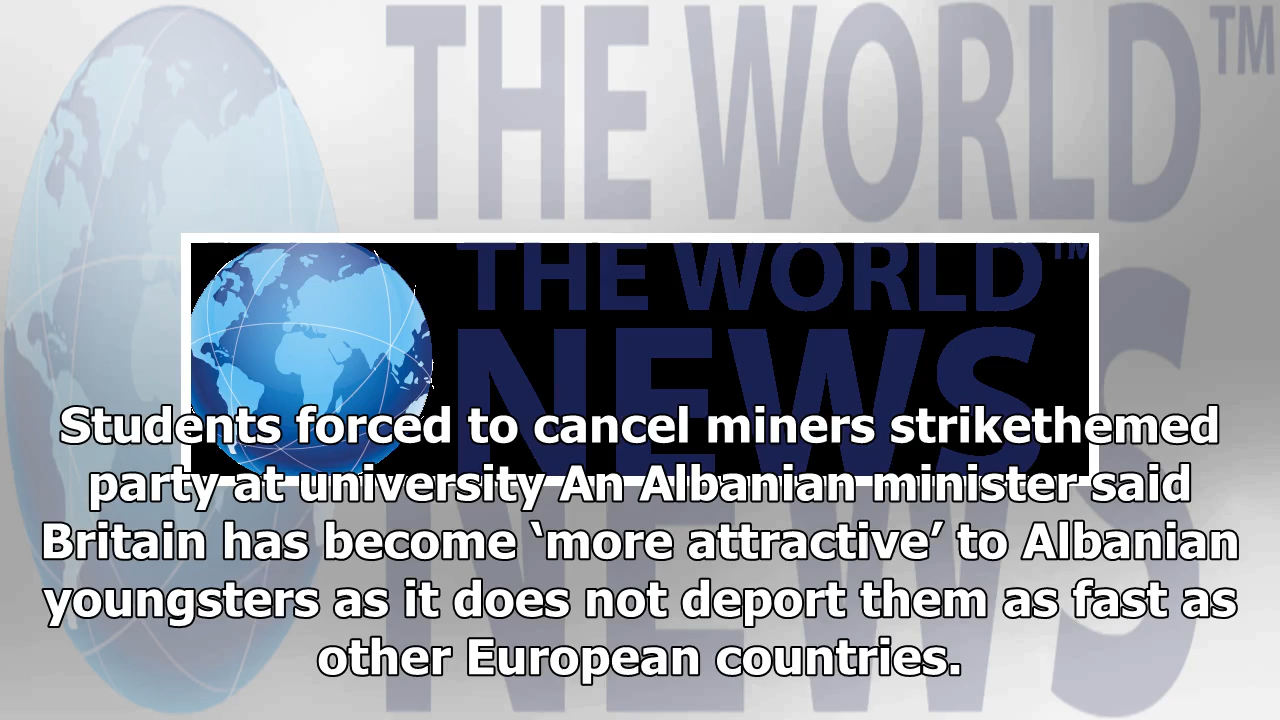 THE WORLD™
NEWS
THE WORLD™
NEWS
Students forced to cancel miners strikethemed
party at university An Albanian minister said
Britain has become ‘more attractive’ to Albanian
youngsters as it does not deport them as fast as
other European countries.